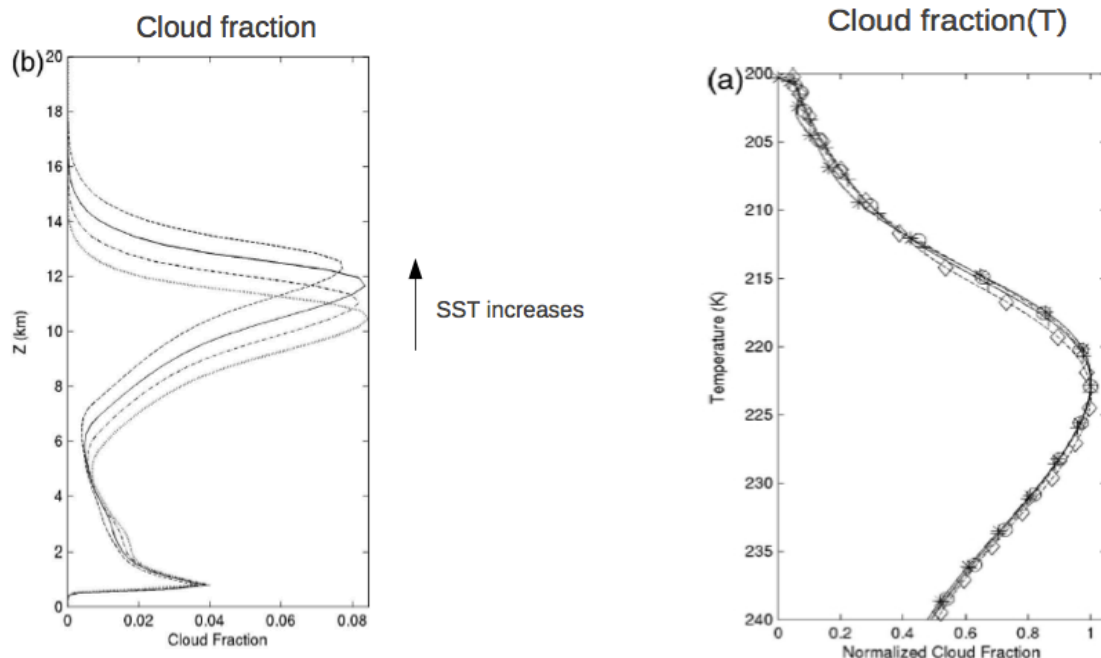 Cloud fraction
(b)
20
18
16
14
12
10
8
6
4
2
0
Z (km)
0 0.02 0.04 0.06 0.08
Cloud Fraction
SST increases
Cloud fraction(T)
(a)
200
205
210
215
220
225
230
235
240
Temperature (K)
0 0.2 0.4 0.6 0.8 1
Normalized Cloud Fraction